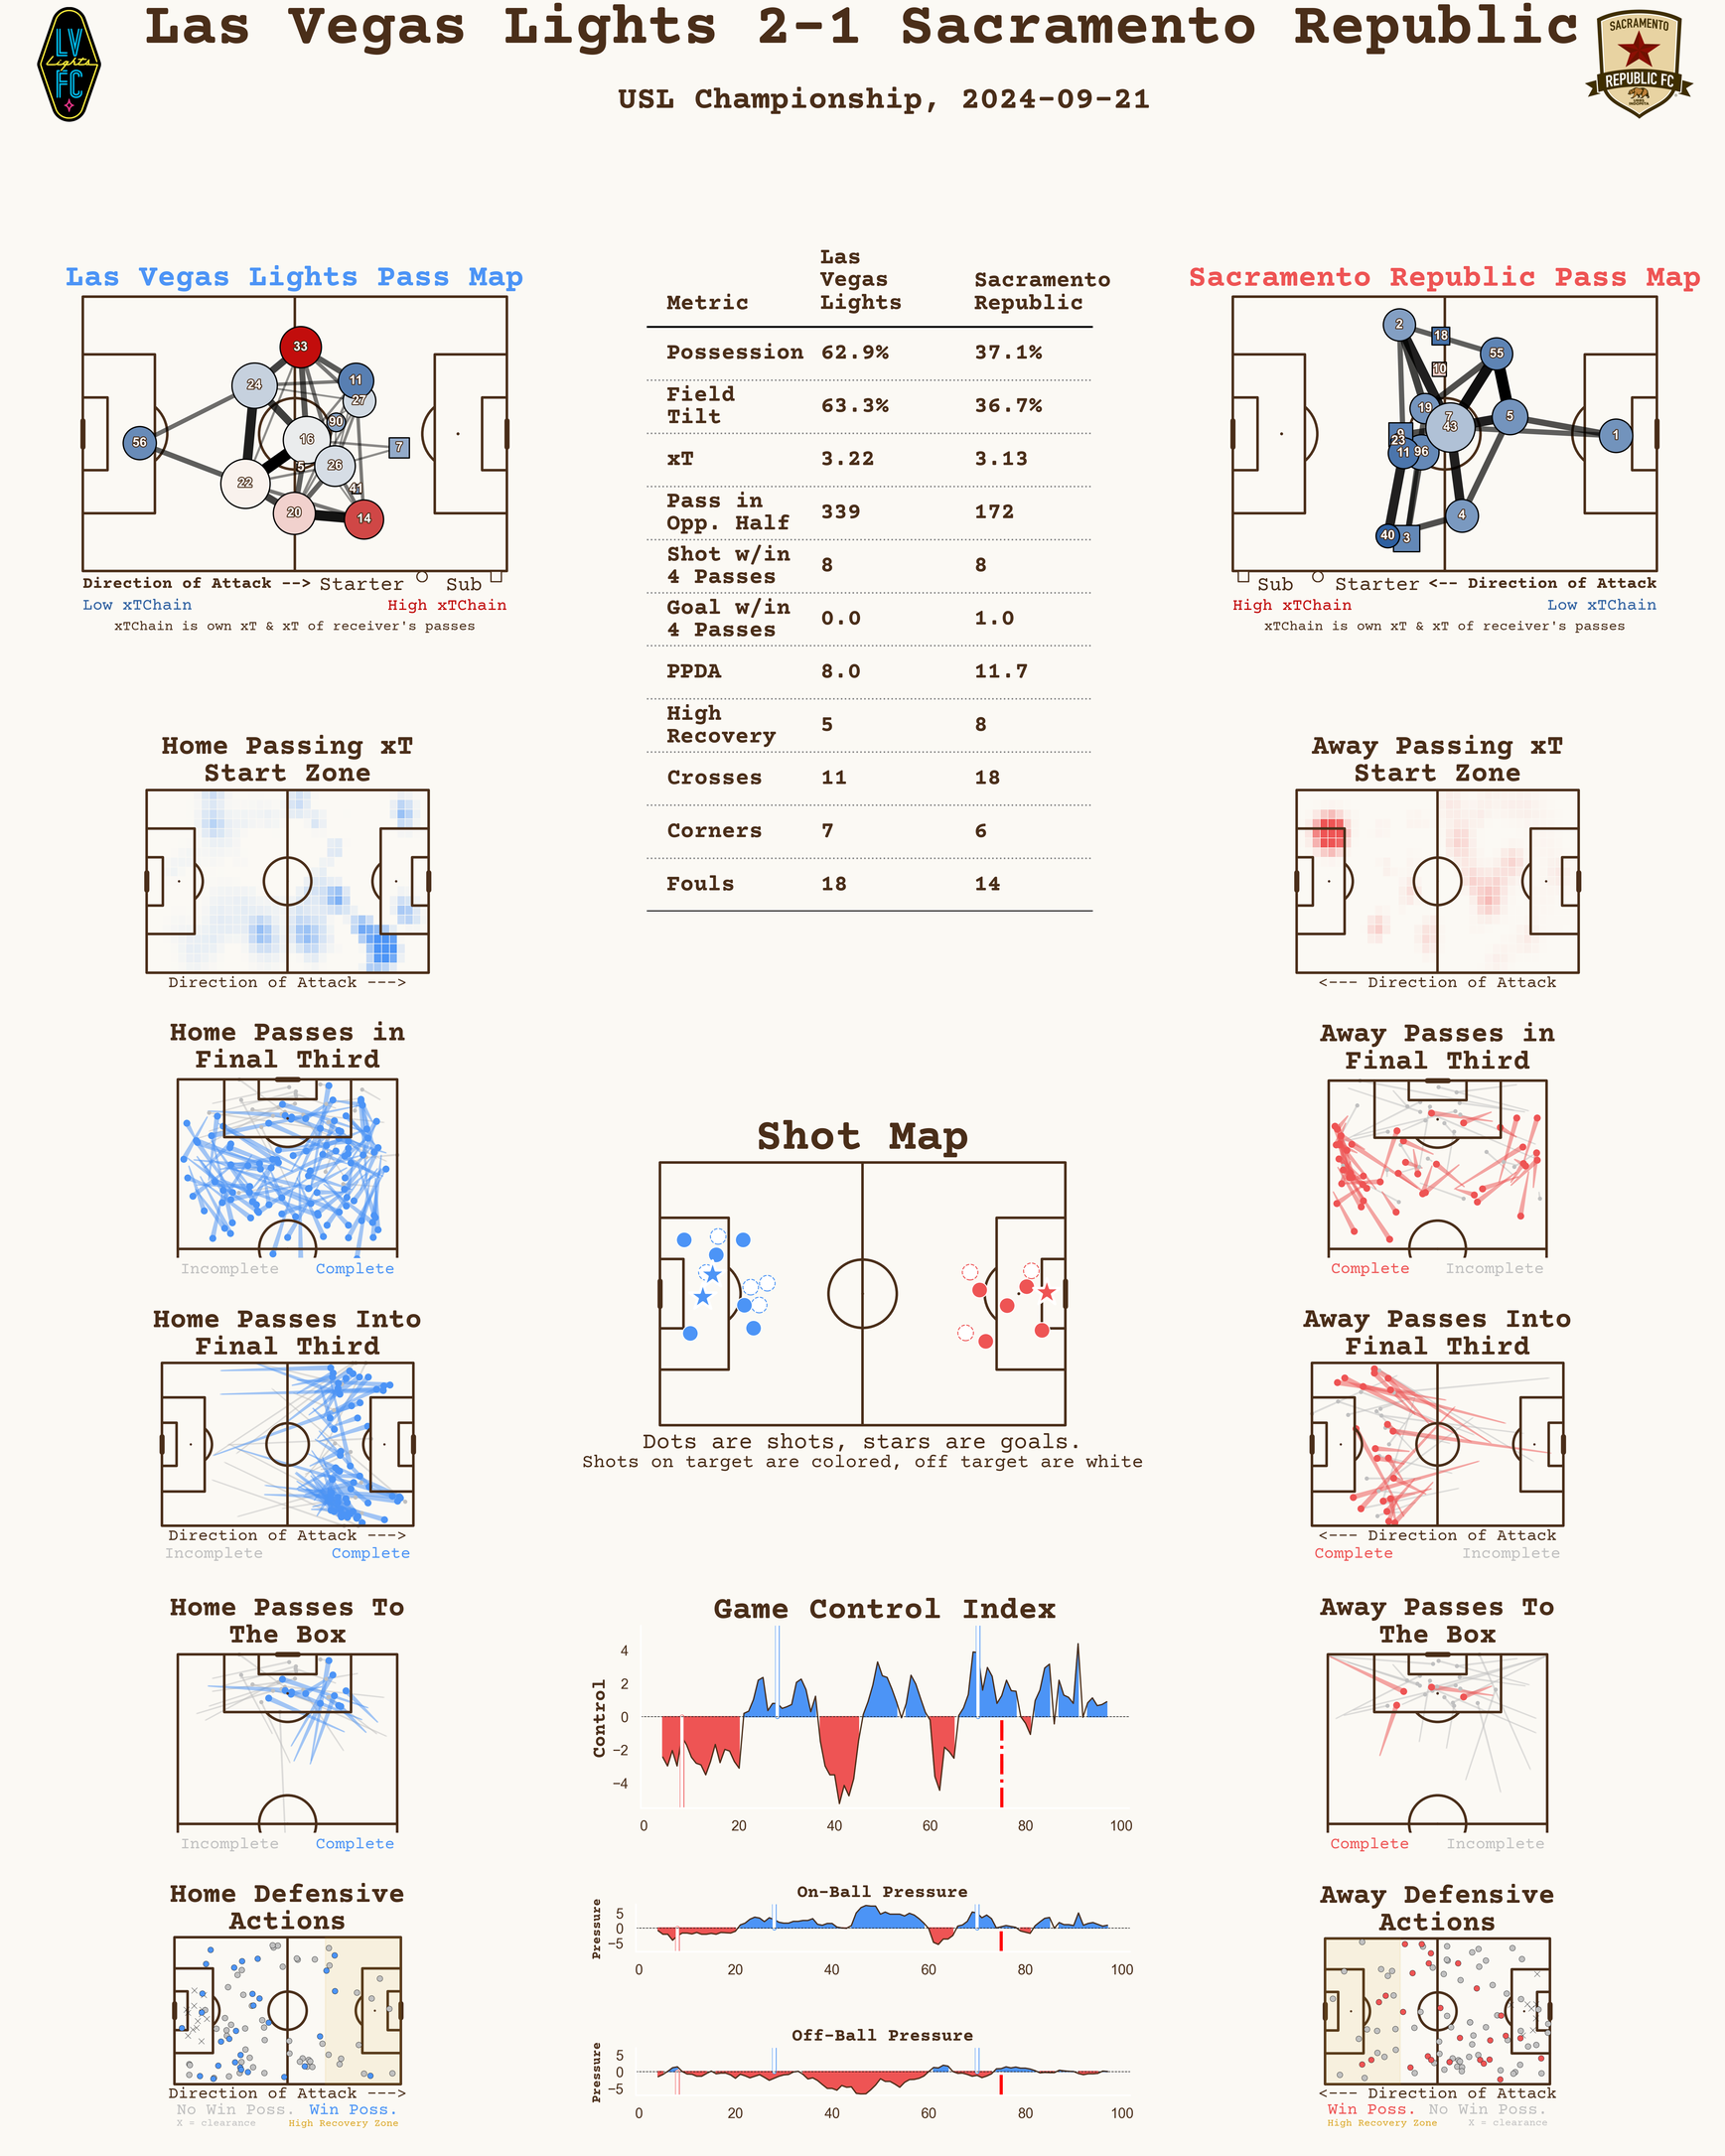 Las Vegas Lights 2-1 Sacramento Republic
USL Championship, 2024-09-21
LV
Lights
FC
SACRAMENTO
REPUBLIC FC
Las Vegas Lights Pass Map
33
24
11
27
90
56
16
7
5
26
22
41
20
14
Direction of Attack --> Starter Sub
Low xTChain High xTChain
xTChain is own xT & xT of receiver's passes
Metric Las Vegas Lights Sacramento Republic
Possession 62.9% 37.1%
Field Tilt 63.3% 36.7%
xT 3.22 3.13
Pass in Opp. Half 339 172
Shot w/in 4 Passes 8 8
Goal w/in 4 Passes 0.0 1.0
PPDA 8.0 11.7
High Recovery 5 8
Crosses 11 18
Corners 7 6
Fouls 18 14
Sacramento Republic Pass Map
2
18
55
10
19
7
5
43
9
23
1
11
96
4
40
3
Sub Starter <-- Direction of Attack
High xTChain Low xTChain
xTChain is own xT & xT of receiver's passes
Home Passing xT
Start Zone
Direction of Attack --->
Home Passes in
Final Third
Incomplete Complete
Home Passes Into
Final Third
Direction of Attack --->
Incomplete Complete
Home Passes To
The Box
Incomplete Complete
Home Defensive
Actions
Direction of Attack --->
No Win Poss. Win Poss.
X = clearance High Recovery Zone
Shot Map
Dots are shots, stars are goals.
Shots on target are colored, off target are white
Game Control Index
Control
4
2
0
−2
−4
0 20 40 60 80 100
On-Ball Pressure
Pressure
5
0
−5
0 20 40 60 80 100
Off-Ball Pressure
Pressure
5
0
−5
0 20 40 60 80 100
Away Passing xT
Start Zone
<--- Direction of Attack
Away Passes in
Final Third
Complete Incomplete
Away Passes Into
Final Third
<--- Direction of Attack
Complete Incomplete
Away Passes To
The Box
Complete Incomplete
Away Defensive
Actions
<--- Direction of Attack
Win Poss. No Win Poss.
High Recovery Zone X = clearance